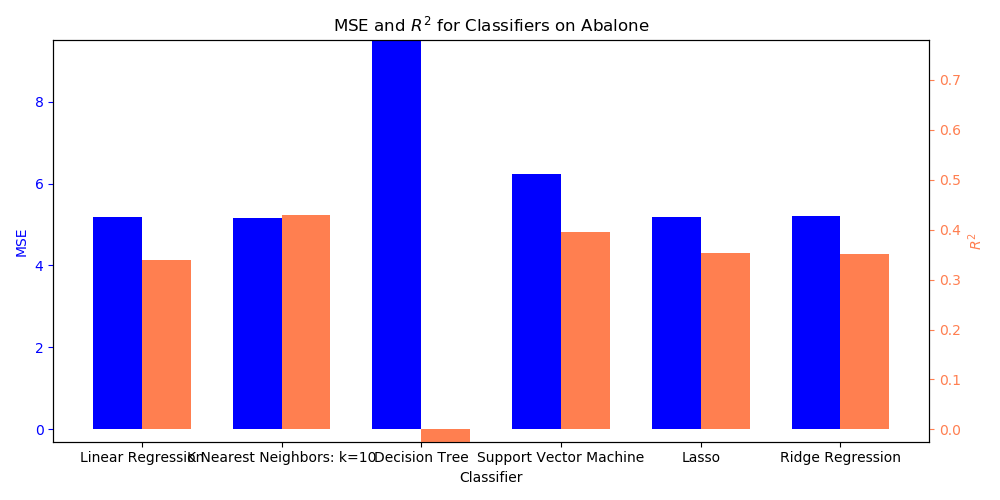 MSE and R² for Classifiers on Abalone
8
6
4
2
0
MSE
0.7
0.6
0.5
0.4
0.3
0.2
0.1
0.0
R²
Linear Regression
K Nearest Neighbors: k=10
Decision Tree
Support Vector Machine
Lasso
Ridge Regression
Classifier